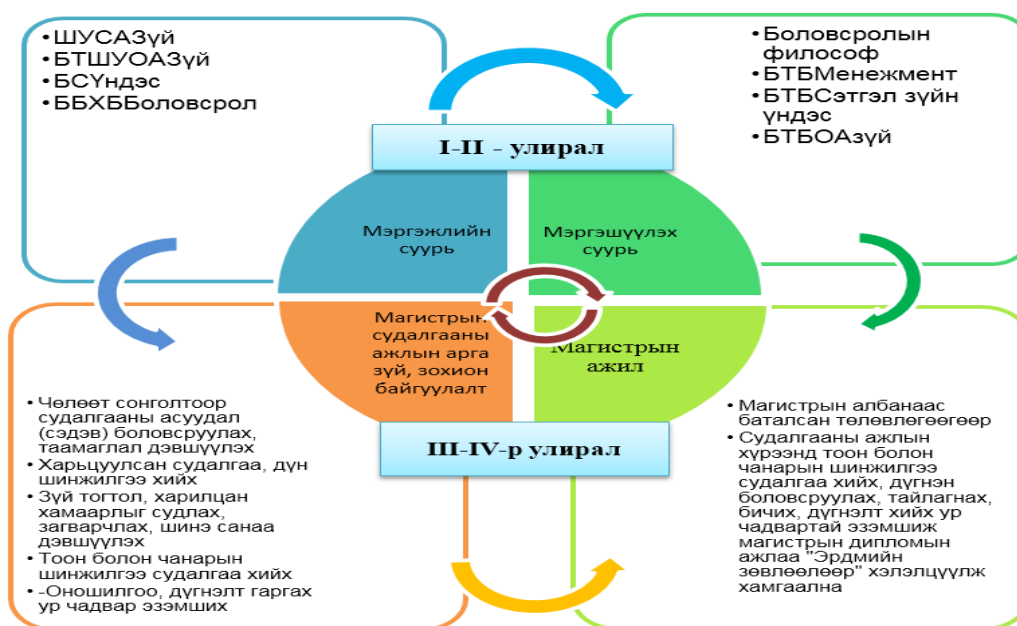 • ШУСАЗүй
• БТШУОАЗүй
• БСҮндэс
• ББХББоловсрол
• Боловсролын
философ
• БТБМенежмент
• БТБСэтгэл зүйн
үндэс
• БТБОАзүй
I-II - улирал
Мэргэжлийн
суурь
Мэргэшүүлэх
суурь
Магистрын
судалгааны
ажлын арга
зүй, зохион
байгуулалт
Магистрын
ажил
III-IV-р улирал
• Чөлөөт сонголтоор
судалгааны асуудал
(сэдэв) боловсруулах,
таамаглал дэвшүүлэх
• Харьцуулсан судалгаа, дүн
шинжилгээ хийх
• Зүй тогтол, харилцан
хамаарлыг судлах,
загварчлах, шинэ санаа
дэвшүүлэх
• Тоон болон чанарын
шинжилгээ судалгаа хийх
• -Оношилгоо, дүгнэлт гаргах
ур чадвар эзэмших
• Магистрын албанаас
баталсан төлөвлөгөөгөөр
• Судалгааны ажлын
хүрээнд тоон болон
чанарын шинжилгээ
судалгаа хийх, дүгнэн
боловсруулах, тайлагнах,
бичих, дүгнэлт хийх ур
чадвартай эзэмшиж
магистрын дипломын
ажлаа "Эрдмийн
зөвлөөлөөр" хэлэлцүүлж
хамгаална